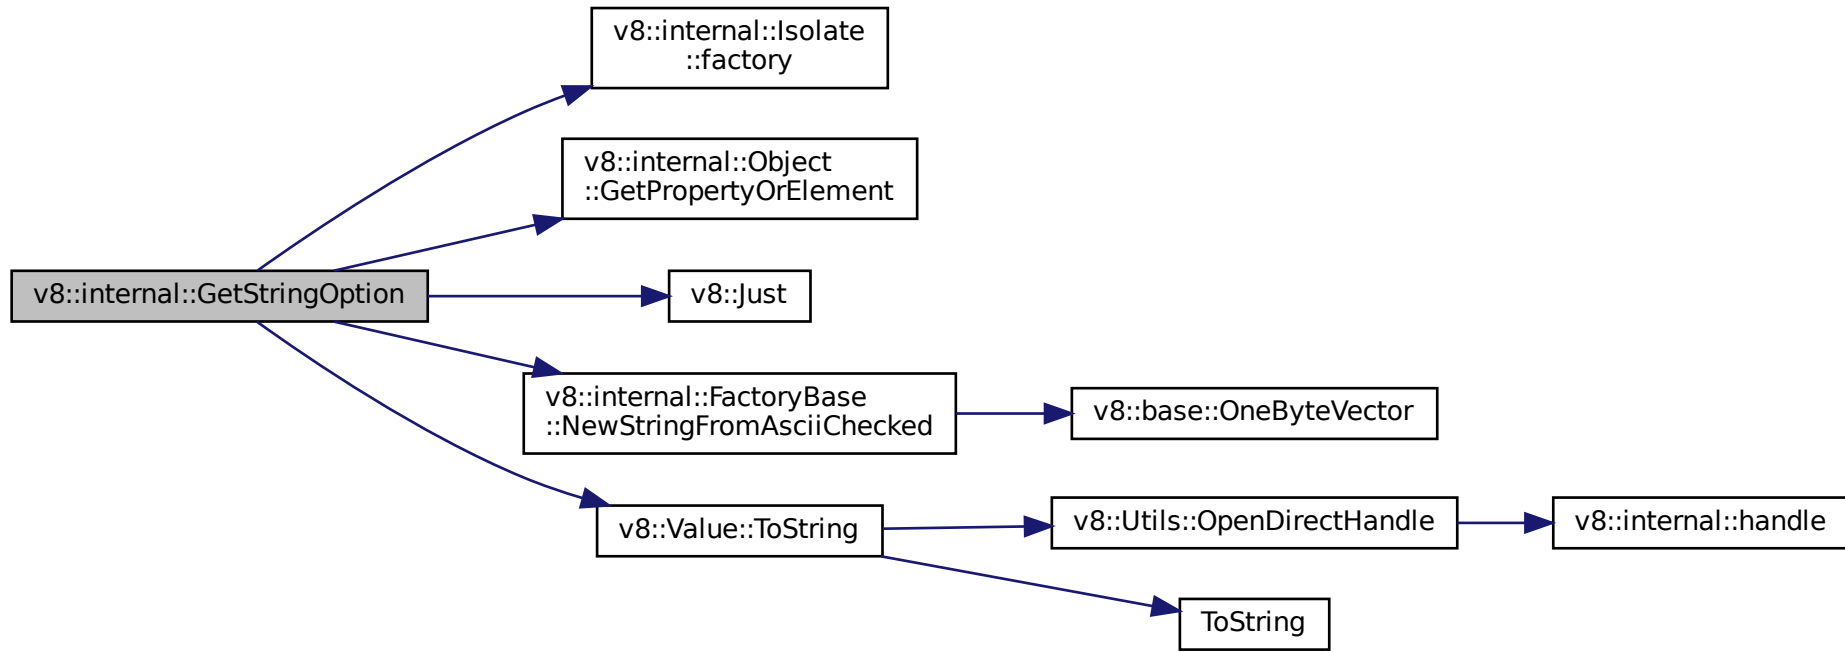 v8::internal::Isolate
::factory
v8::internal::Object
::GetPropertyOrElement
v8::internal::GetStringOption
v8::Just
v8::internal::FactoryBase
::NewStringFromAsciiChecked
v8::base::OneByteVector
v8::Value::ToString
v8::Utils::OpenDirectHandle
v8::internal::handle
ToString